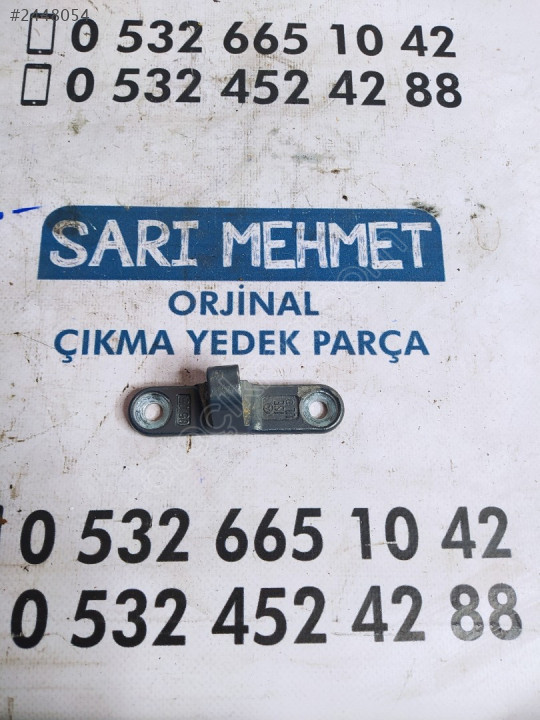 #2448054
0 532 665 10 42
0 532 452 42 88
SARI MEHMET
ORJİNAL
ÇIKMA YEDEK PARÇA
0 532 665 10 42
0 532 452 42 88